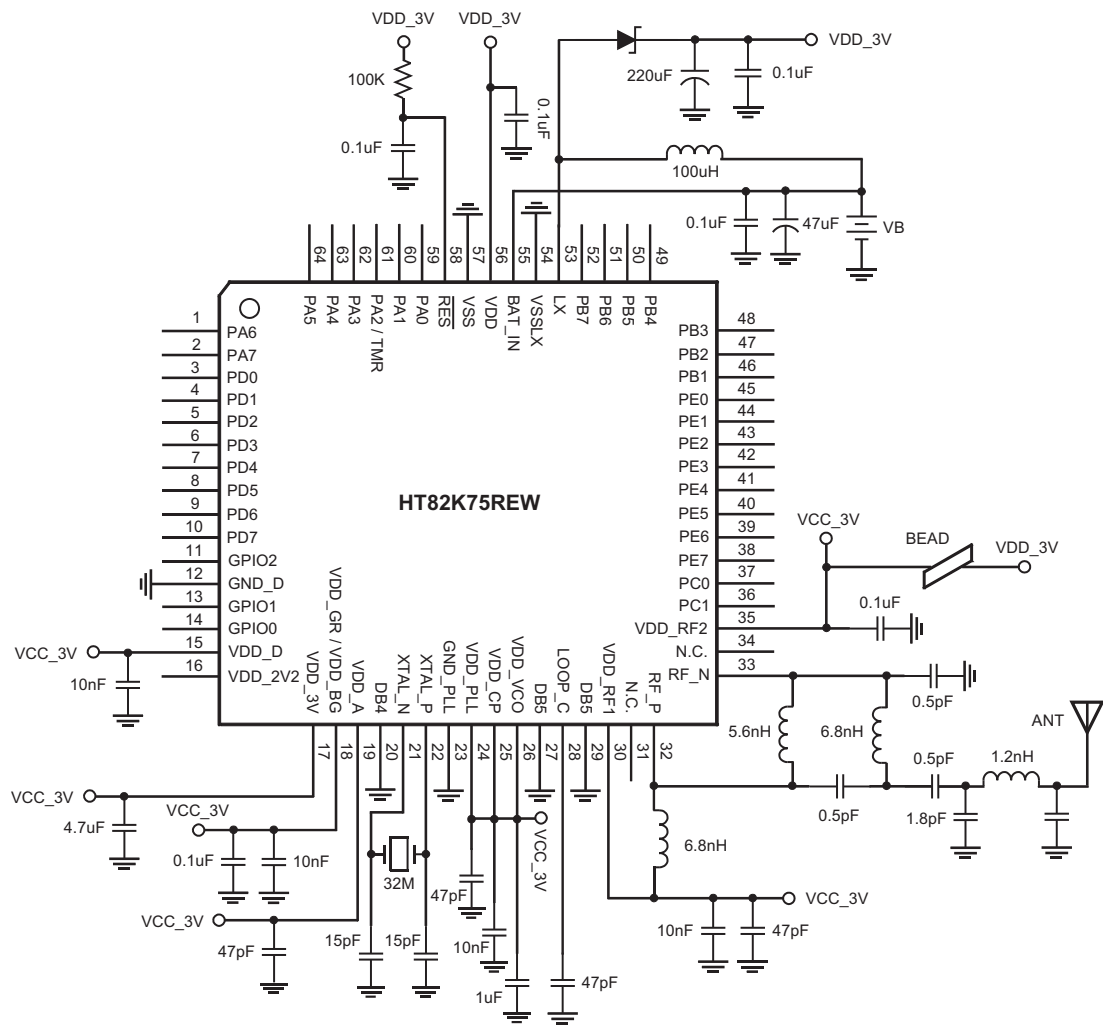 VDD_3V
VDD_3V
VDD_3V
100K
0.1uF
0.1uF
220uF
0.1uF
100uH
0.1uF
47uF
VB
64
63
62
61
60
59
58
57
56
55
54
53
52
51
50
49
PA5
PA4
PA3
PA2 / TMR
PA1
PA0
RES
VSS
VDD
BAT_IN
VSSLX
LX
PB7
PB6
PB5
PB4
1 PA6
2 PA7
3 PD0
4 PD1
5 PD2
6 PD3
7 PD4
8 PD5
9 PD6
10 PD7
11 GPIO2
12 GND_D
13 GPIO1
14 GPIO0
15 VDD_D
16 VDD_2V2
VCC_3V
10nF
HT82K75REW
PB3 48
PB2 47
PB1 46
PE0 45
PE1 44
PE2 43
PE3 42
PE4 41
PE5 40
PE6 39
PE7 38
PC0 37
PC1 36
VDD_RF2 35
N.C. 34
RF_N 33
VCC_3V
BEAD
VDD_3V
0.1uF
VDD_3V
VDD_GR / VDD_BG
VDD_A
DB4
XTAL_N
XTAL_P
GND_PLL
VDD_PLL
VDD_CP
VDD_VCO
DB5
LOOP_C
DB5
VDD_RF1
N.C.
RF_P
17
18
19
20
21
22
23
24
25
26
27
28
29
30
31
32
0.5pF
5.6nH
6.8nH
ANT
0.5pF
1.2nH
0.5pF
1.8pF
VCC_3V
4.7uF
VCC_3V
0.1uF
10nF
VCC_3V
47pF
32M
15pF
15pF
47pF
VCC_3V
10nF
1uF
47pF
6.8nH
VCC_3V
10nF
47pF